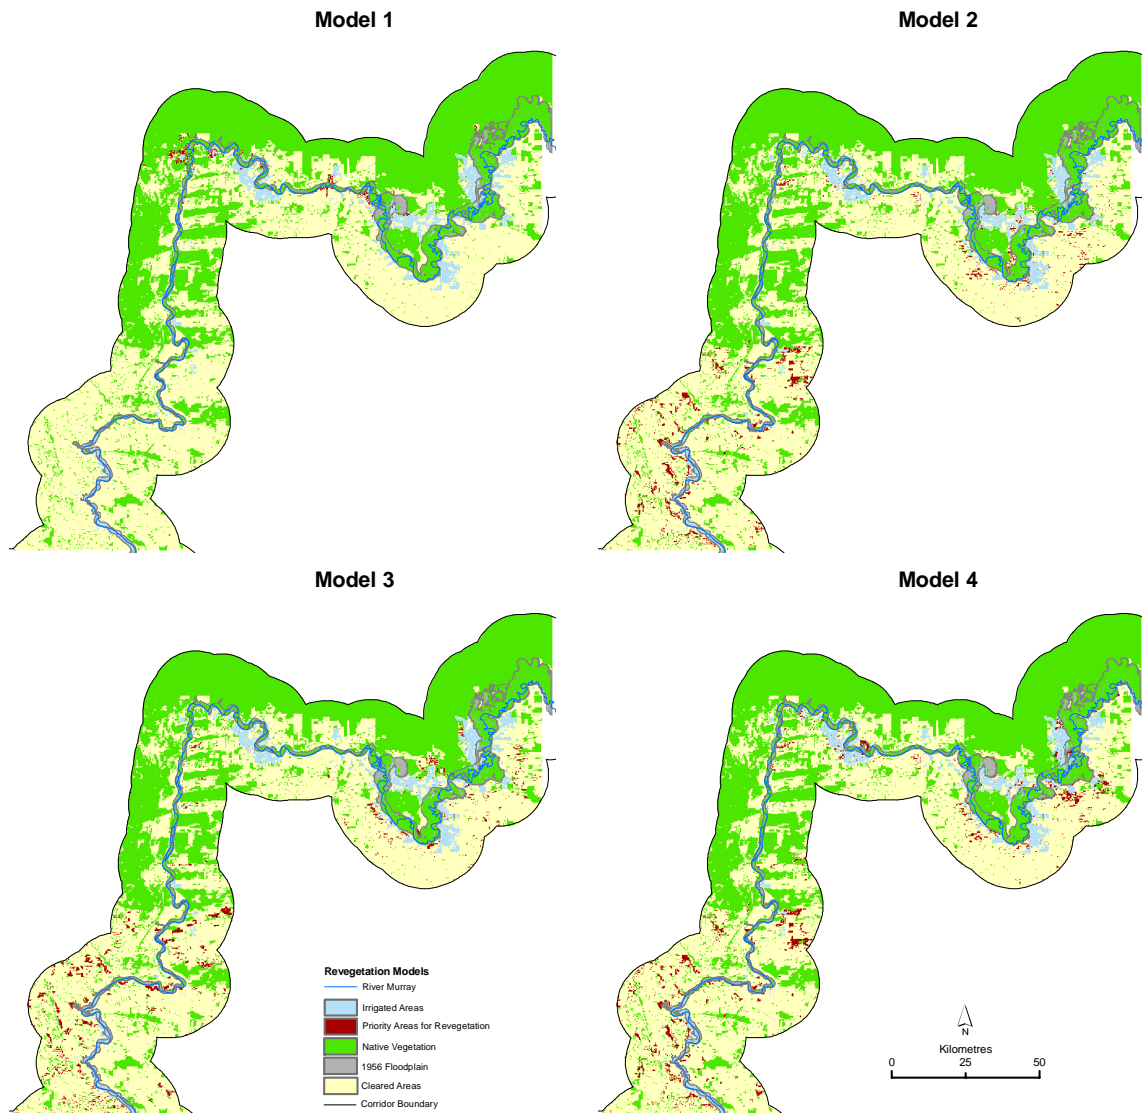 Model 1
Model 2
Model 3
Model 4
Revegetation Models
River Murray
Irrigated Areas
Priority Areas for Revegetation
Native Vegetation
1956 Floodplain
Cleared Areas
Corridor Boundary
N
Kilometres
0 25 50